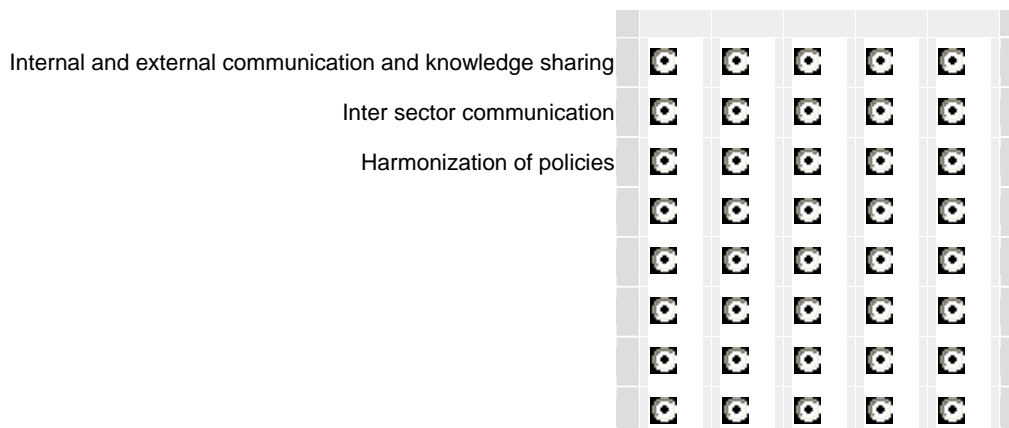 Internal and external communication and knowledge sharing
Inter sector communication
Harmonization of policies